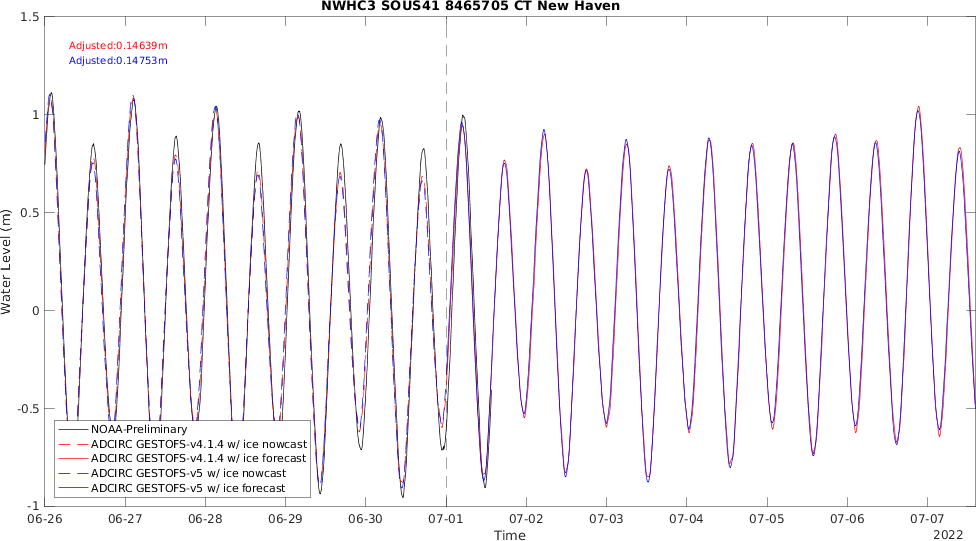 NWHC3 SOUS41 8465705 CT New Haven
1.5
Adjusted:0.14639m
Adjusted:0.14753m
1
0.5
Water Level (m)
0
-0.5
NOAA-Preliminary
ADCIRC GESTOFS-v4.1.4 w/ ice nowcast
ADCIRC GESTOFS-v4.1.4 w/ ice forecast
ADCIRC GESTOFS-v5 w/ ice nowcast
ADCIRC GESTOFS-v5 w/ ice forecast
-1
06-26 06-27 06-28 06-29 06-30 07-01 07-02 07-03 07-04 07-05 07-06 07-07
Time
2022